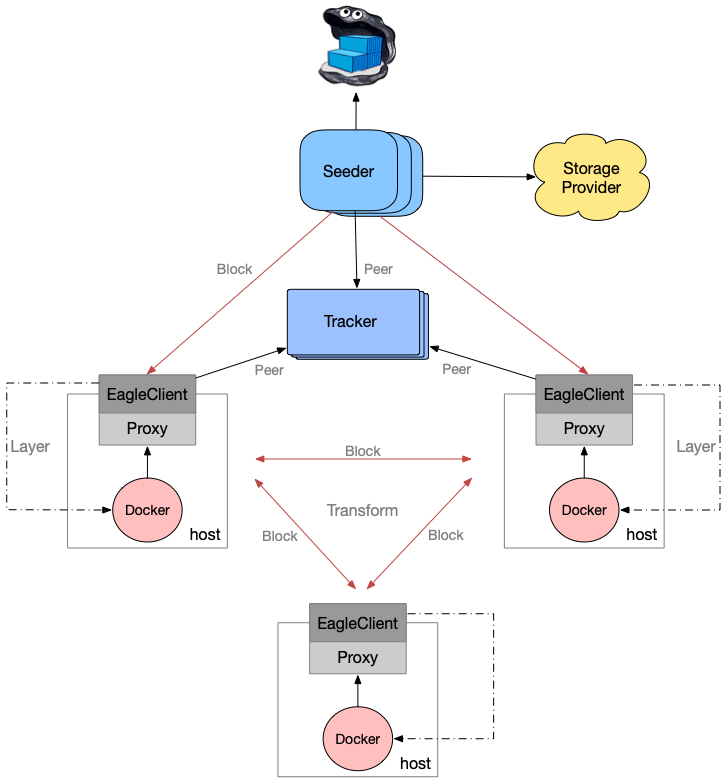 Seeder
Storage
Provider
Block
Peer
Tracker
Peer
Peer
EagleClient
Proxy
Layer
Docker
host
EagleClient
Proxy
Layer
Docker
host
Block
Transform
Block
Block
EagleClient
Proxy
Docker
host